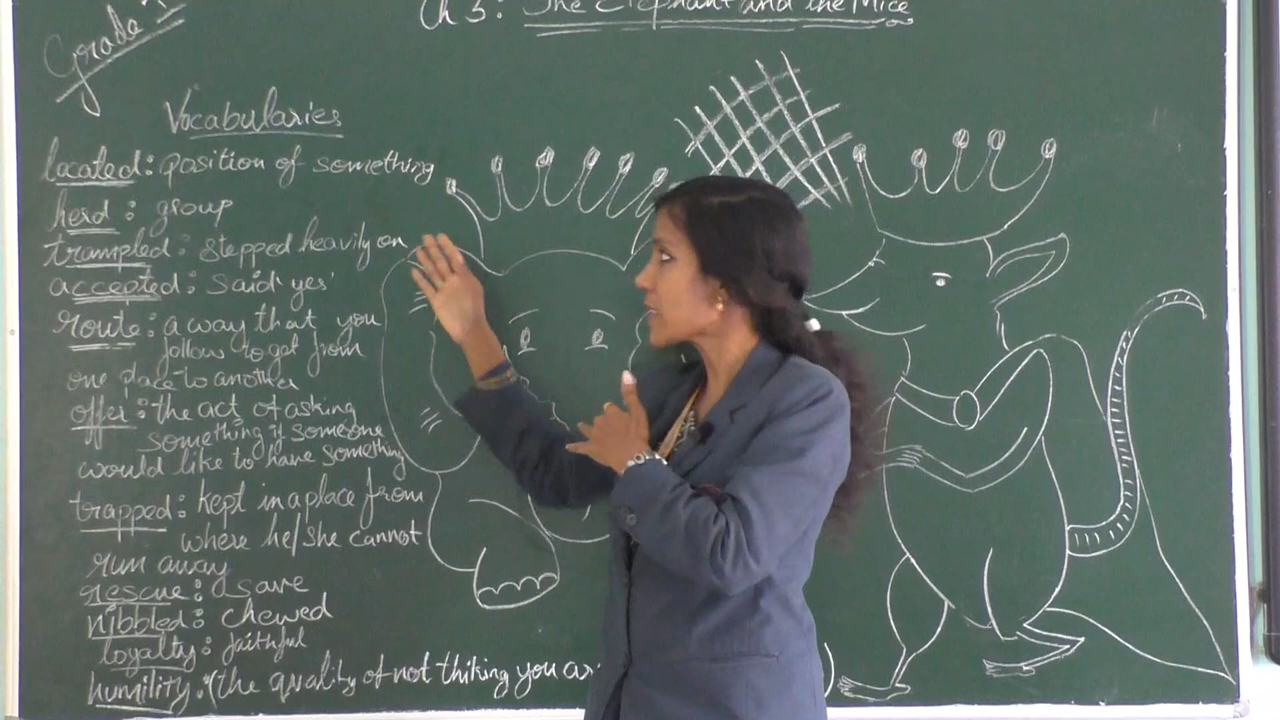 Ch 3: The Elephant and the Mice
Grade
Vocabularies
located: position of something
herd: group
trampled: stepped heavily on
accepted: said 'yes'
route: a way that you
follow to get from
one place to another
offer: the act of asking
something if someone
would like to have something
trapped: kept in a place from
where he/she cannot
run away
rescue: save
nibbled: chewed
loyalty: faithful
humility: (the quality of not thiking you